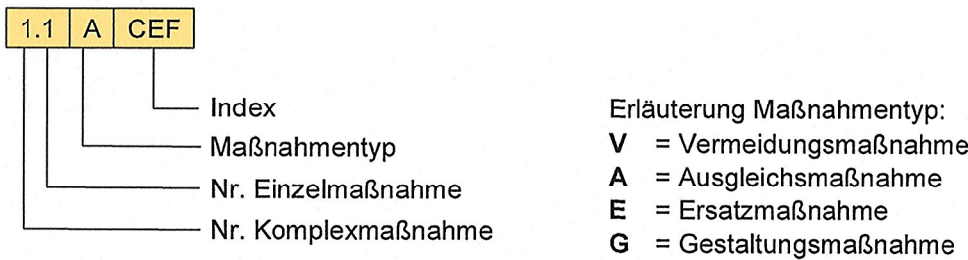 1.1 A CEF
Index
Maßnahmentyp
Nr. Einzelmaßnahme
Nr. Komplexmaßnahme
Erläuterung Maßnahmentyp:
V = Vermeidungsmaßnahme
A = Ausgleichsmaßnahme
E = Ersatzmaßnahme
G = Gestaltungsmaßnahme